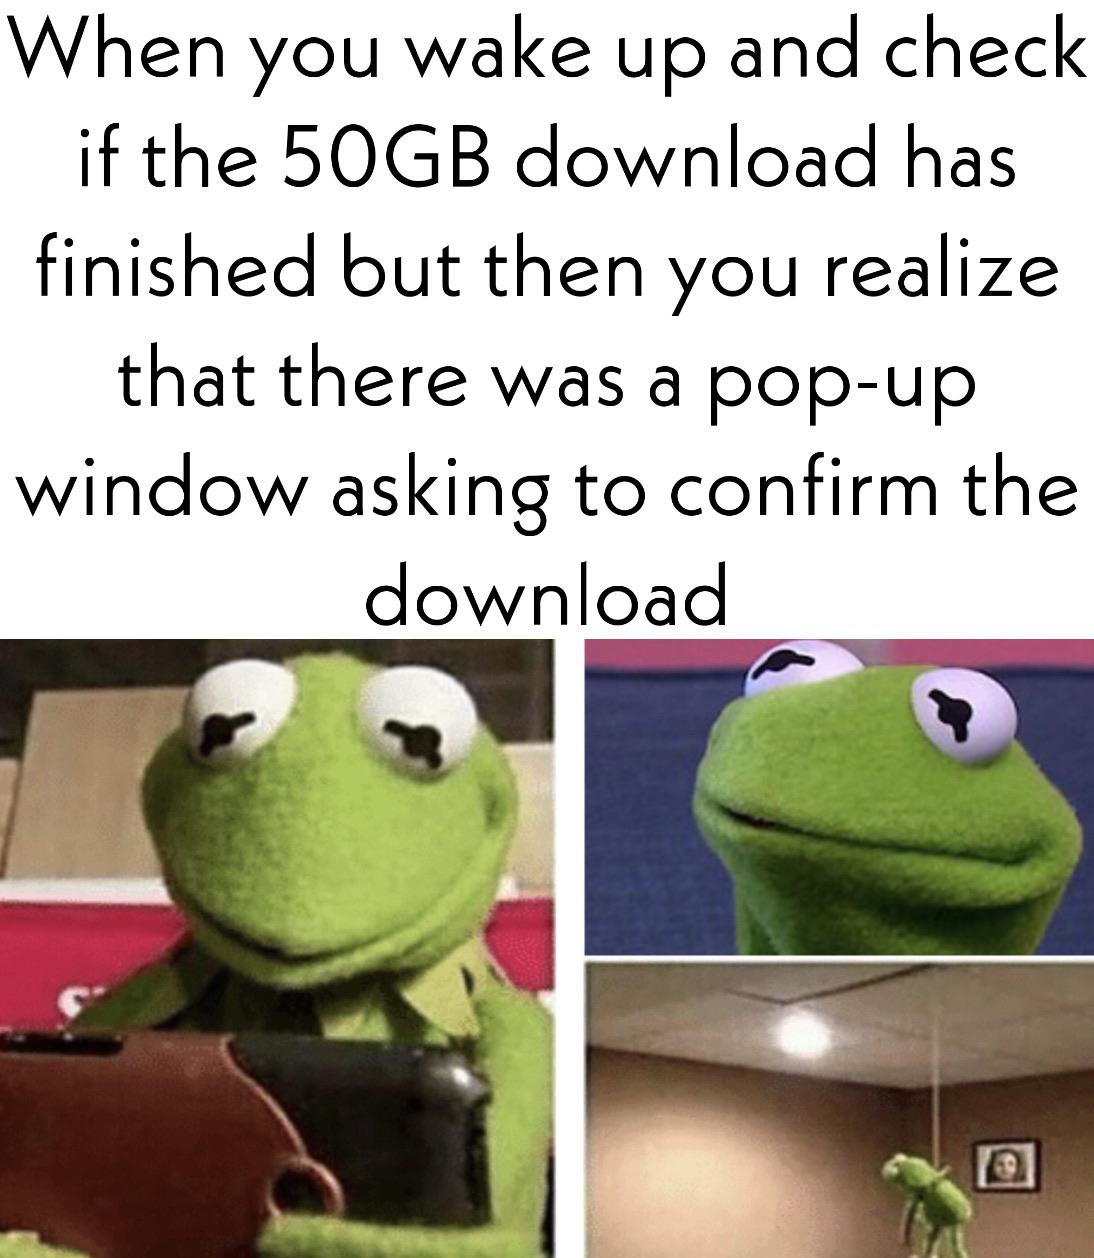 When you wake up and check
if the 50GB download has
finished but then you realize
that there was a pop-up
window asking to confirm the
download